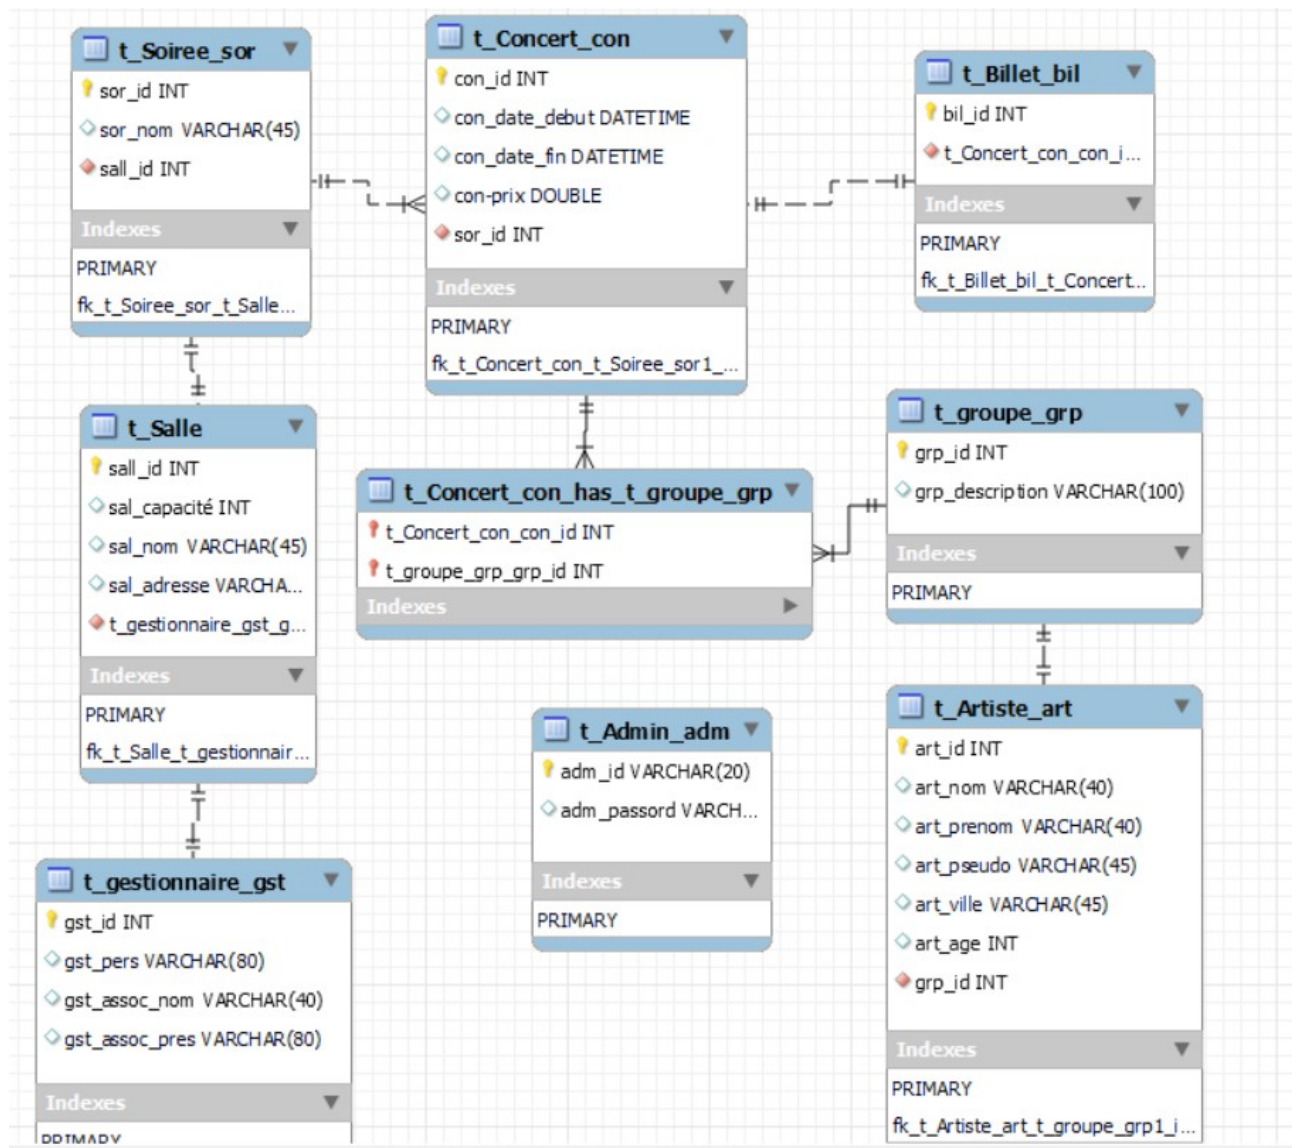 t_Soiree_sor
sor_id INT
sor_nom VARCHAR(45)
sall_id INT
Indexes
PRIMARY
fk_t_Soiree_sor_t_Salle...
t_Concert_con
con_id INT
con_date_debut DATETIME
con_date_fin DATETIME
con-prix DOUBLE
sor_id INT
Indexes
PRIMARY
fk_t_Concert_con_t_Soiree_sor1_...
t_Billet_bil
bil_id INT
t_Concert_con_con_i...
Indexes
PRIMARY
fk_t_Billet_bil_t_Concert...
t_Salle
sall_id INT
sal_capacité INT
sal_nom VARCHAR(45)
sal_adresse VARCHA...
t_gestionnaire_gst_g...
Indexes
PRIMARY
fk_t_Salle_t_gestionnair...
t_Concert_con_has_t_groupe_grp
t_Concert_con_con_id INT
t_groupe_grp_grp_id INT
Indexes
t_groupe_grp
grp_id INT
grp_description VARCHAR(100)
Indexes
PRIMARY
t_Admin_adm
adm_id VARCHAR(20)
adm_passord VARCH...
Indexes
PRIMARY
t_Artiste_art
art_id INT
art_nom VARCHAR(40)
art_prenom VARCHAR(40)
art_pseudo VARCHAR(45)
art_ville VARCHAR(45)
art_age INT
grp_id INT
Indexes
PRIMARY
fk_t_Artiste_art_t_groupe_grp1_i...
t_gestionnaire_gst
gst_id INT
gst_pers VARCHAR(80)
gst_assoc_nom VARCHAR(40)
gst_assoc_pres VARCHAR(80)
Indexes
PRIMARY